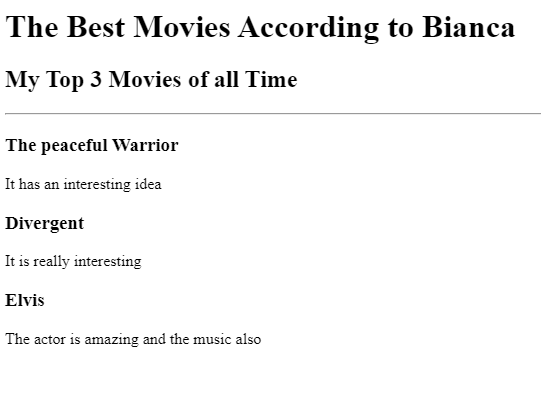 The Best Movies According to Bianca
My Top 3 Movies of all Time
The peaceful Warrior
It has an interesting idea
Divergent
It is really interesting
Elvis
The actor is amazing and the music also